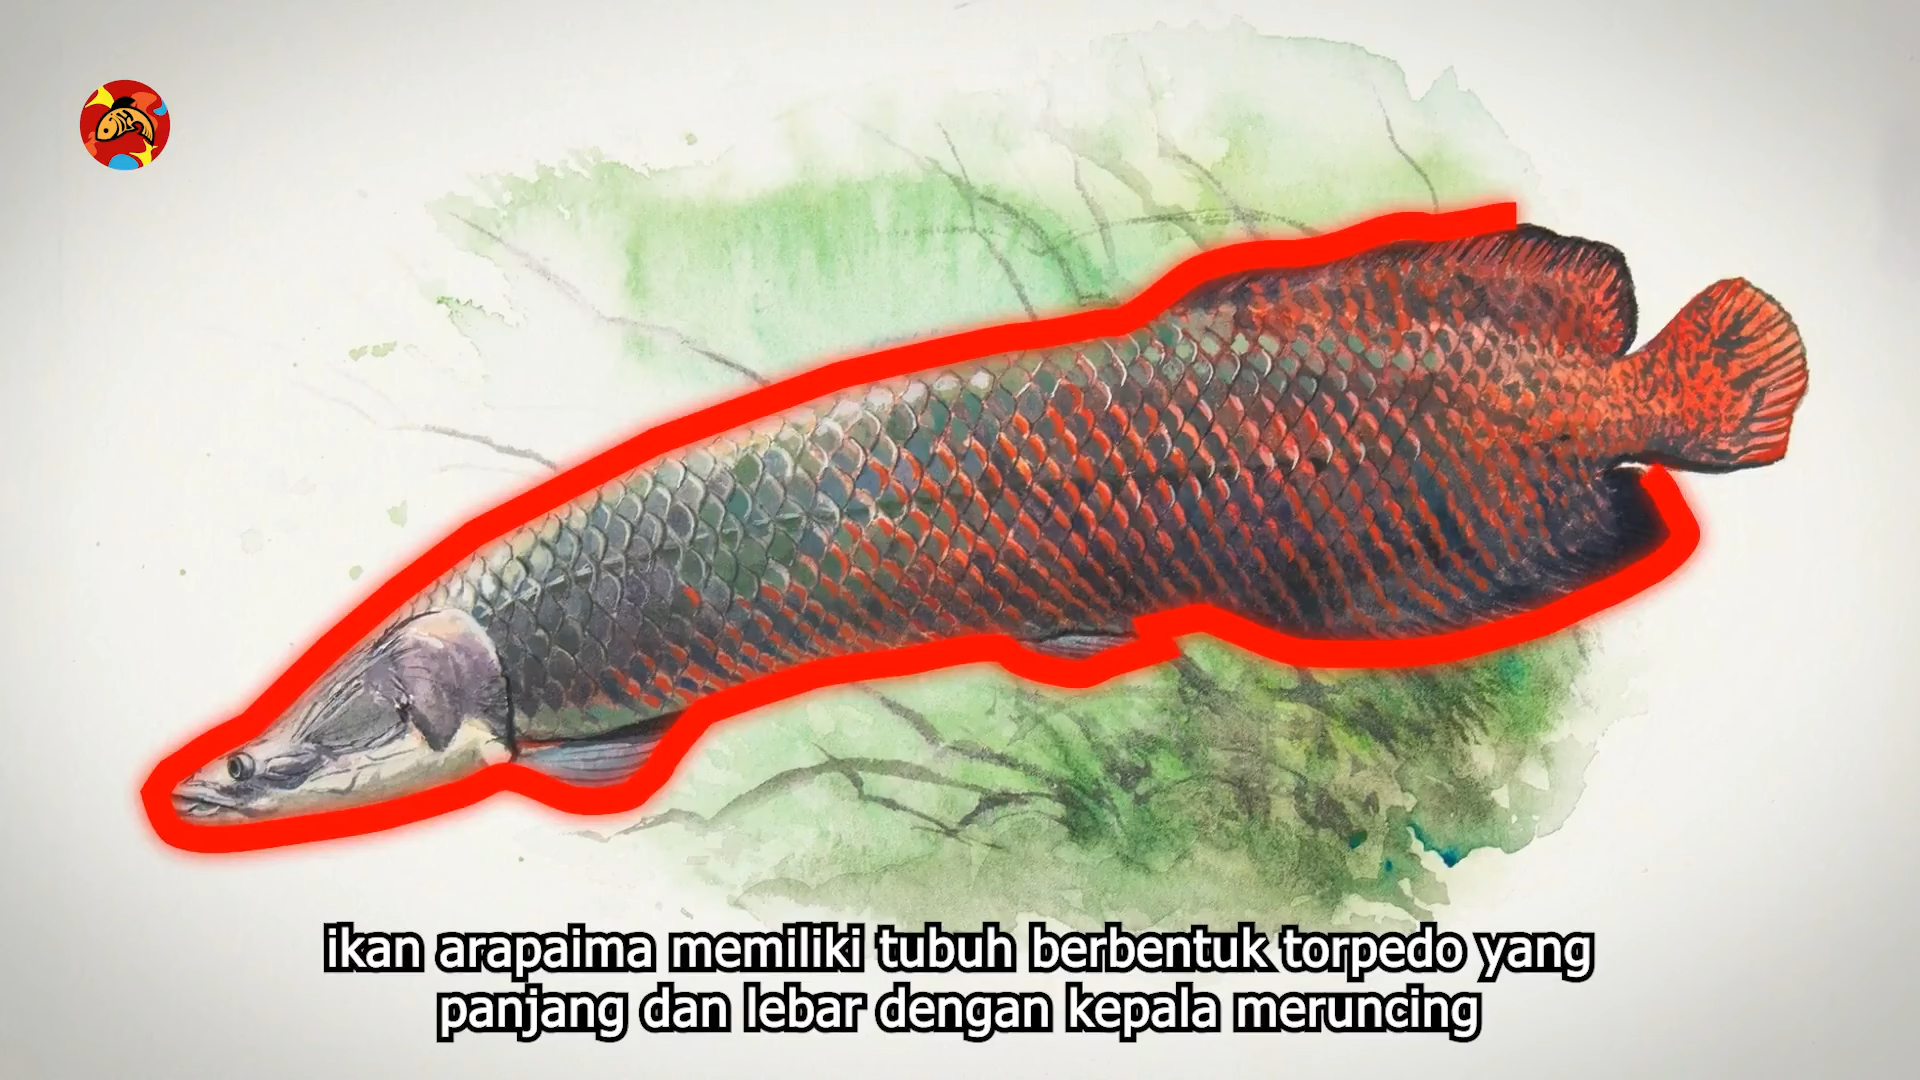 ikan arapaima memiliki tubuh berbentuk torpedo yang
panjang dan lebar dengan kepala meruncing